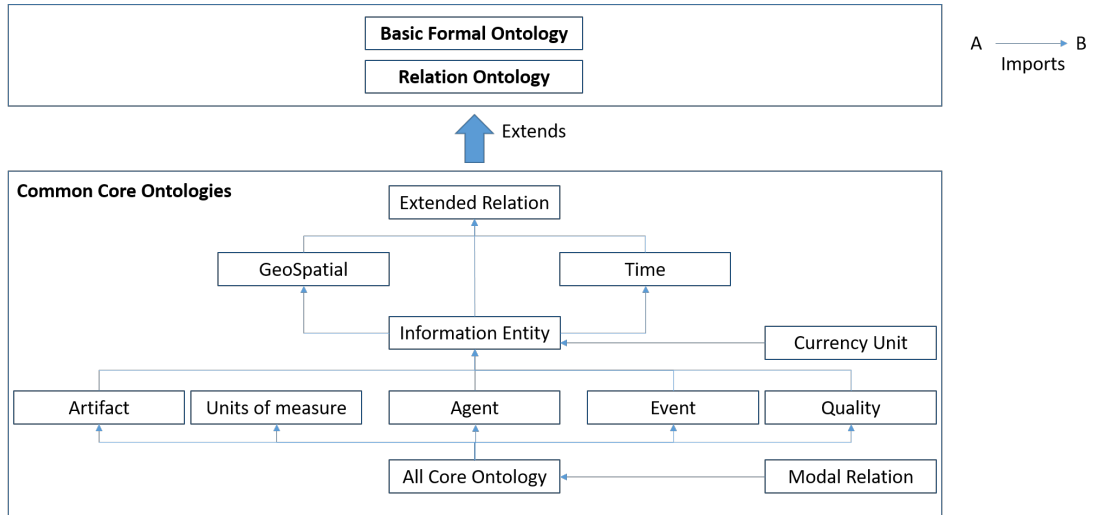 Basic Formal Ontology
Relation Ontology
A
B
Imports
Extends
Common Core Ontologies
Extended Relation
GeoSpatial
Time
Information Entity
Currency Unit
Artifact
Units of measure
Agent
Event
Quality
All Core Ontology
Modal Relation